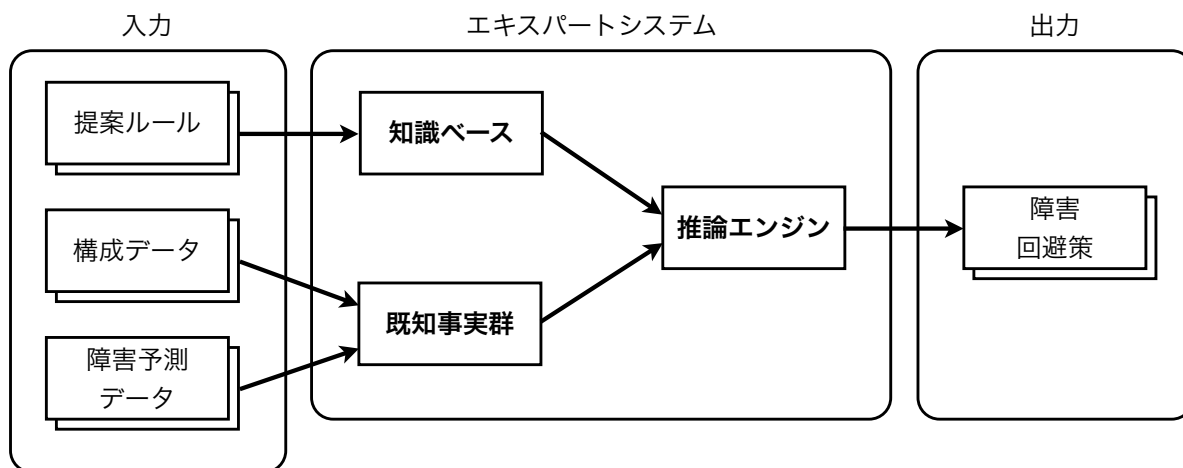 入力
エキスパートシステム
出力
提案ルール
構成データ
障害予測
データ
知識ベース
既知事実群
推論エンジン
障害
回避策